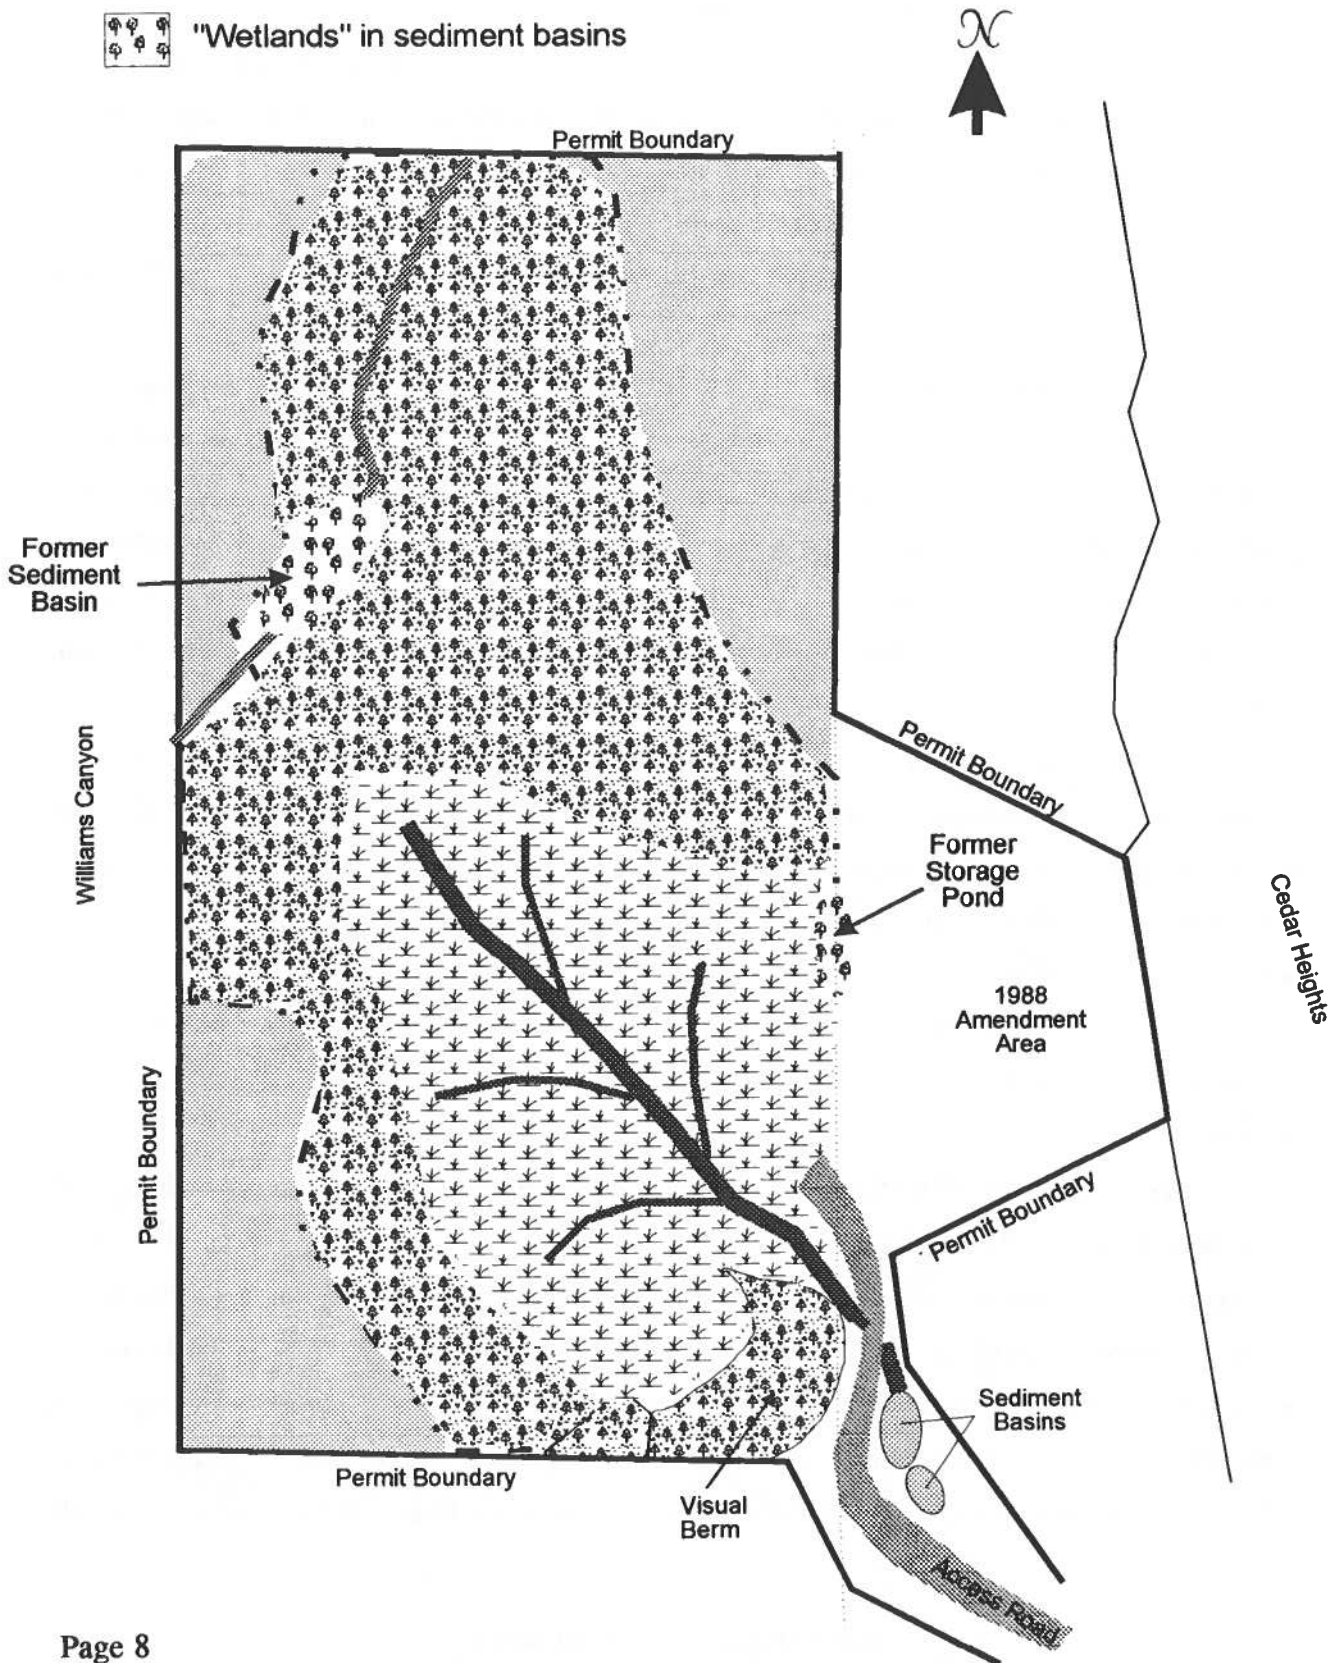 "Wetlands" in sediment basins
N
Permit Boundary
Former
Sediment
Basin
Williams Canyon
Permit Boundary
Former
Storage
Pond
Cedar Heights
1988
Amendment
Area
Permit Boundary
Permit Boundary
Sediment
Basins
Permit Boundary
Visual
Berm
Access Road
Page 8